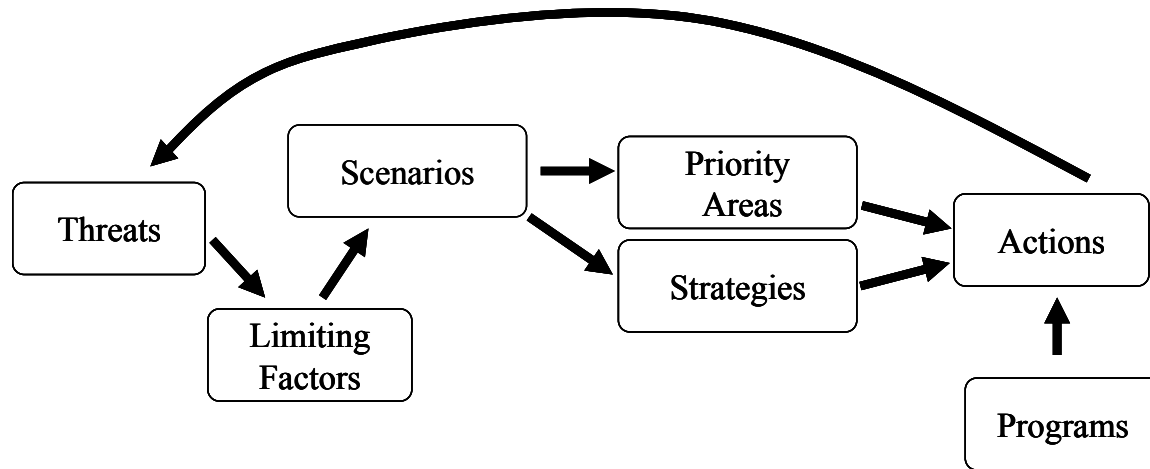 Threats
Limiting
Factors
Scenarios
Priority
Areas
Strategies
Actions
Programs